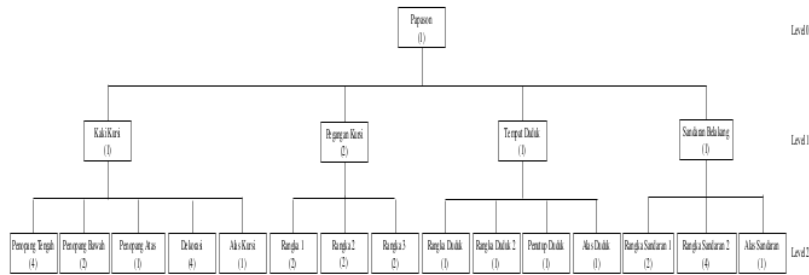 Papason
(1)
Level 0
Kaki Kursi
(1)
Pegangan Kursi
(2)
Tempat Duduk
(1)
Sandaran Belakang
(1)
Level 1
Penopang Tengah
(4)
Penopang Bawah
(2)
Penopang Atas
(1)
Dekorasi
(4)
Alas Kursi
(1)
Rangka 1
(2)
Rangka 2
(2)
Rangka 3
(2)
Rangka Duduk
(1)
Rangka Duduk 2
(1)
Penutup Duduk
(1)
Alas Duduk
(1)
Rangka Sandaran 1
(2)
Rangka Sandaran 2
(4)
Alas Sandaran
(1)
Level 2